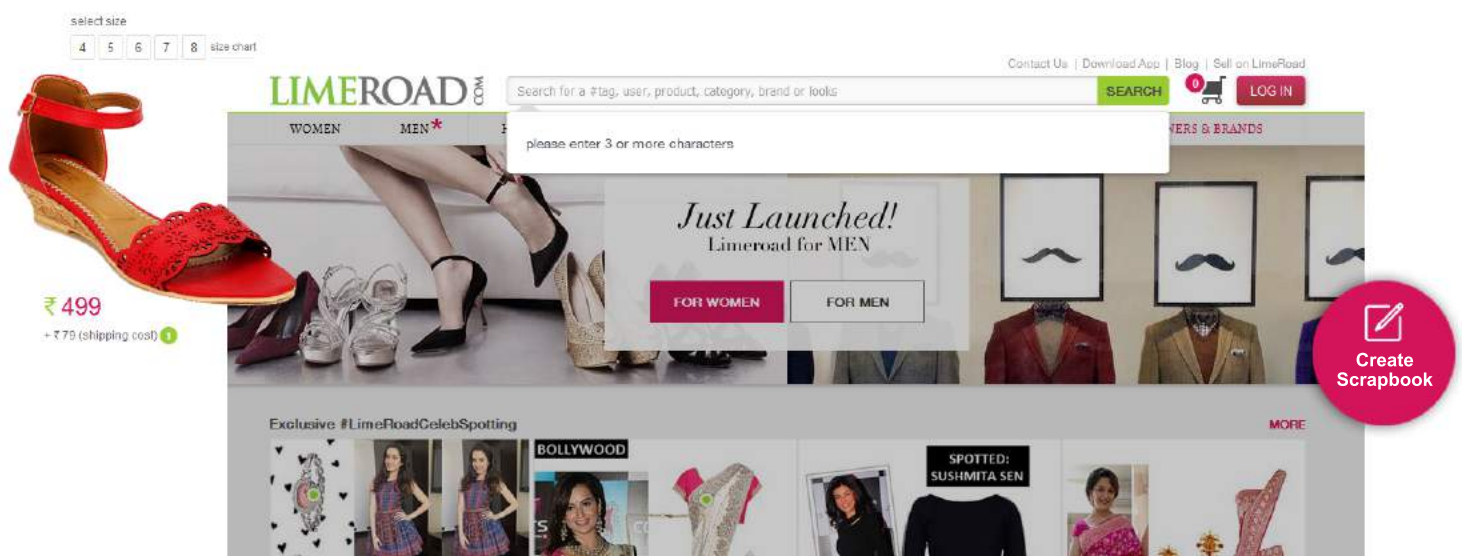 select size
4 5 6 7 8 size chart
Contact Us | Download App | Blog | Sell on LimeRoad
LIMEROAD.COM
Search for a #tag, user, product, category, brand or looks
SEARCH
0
LOG IN
WOMEN
MEN*
please enter 3 or more characters
& BRANDS
Just Launched!
Limeroad for MEN
FOR WOMEN
FOR MEN
₹ 499
+ ₹ 79 (shipping cost)
Create
Scrapbook
Exclusive #LimeRoadCelebSpotting
MORE
BOLLYWOOD
SPOTTED:
SUSHMITA SEN